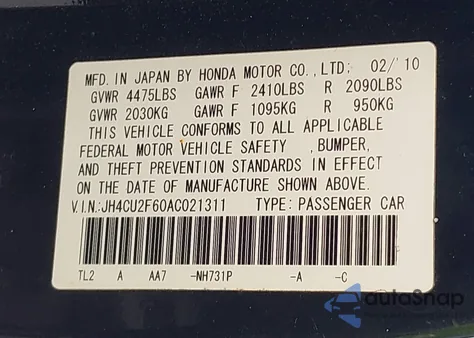 MFD. IN JAPAN BY HONDA MOTOR CO., LTD: 02/'10
GVWR 4475LBS GAWR F 2410LBS R 2090LBS
GVWR 2030KG GAWR F 1095KG R 950KG
THIS VEHICLE CONFORMS TO ALL APPLICABLE
FEDERAL MOTOR VEHICLE SAFETY ,BUMPER,
AND THEFT PREVENTION STANDARDS IN EFFECT
ON THE DATE OF MANUFACTURE SHOWN ABOVE.
V.I.N:JH4CU2F60AC021311 TYPE: PASSENGER CAR
TL2 A AA7 -NH731P -A -C
autoSnap